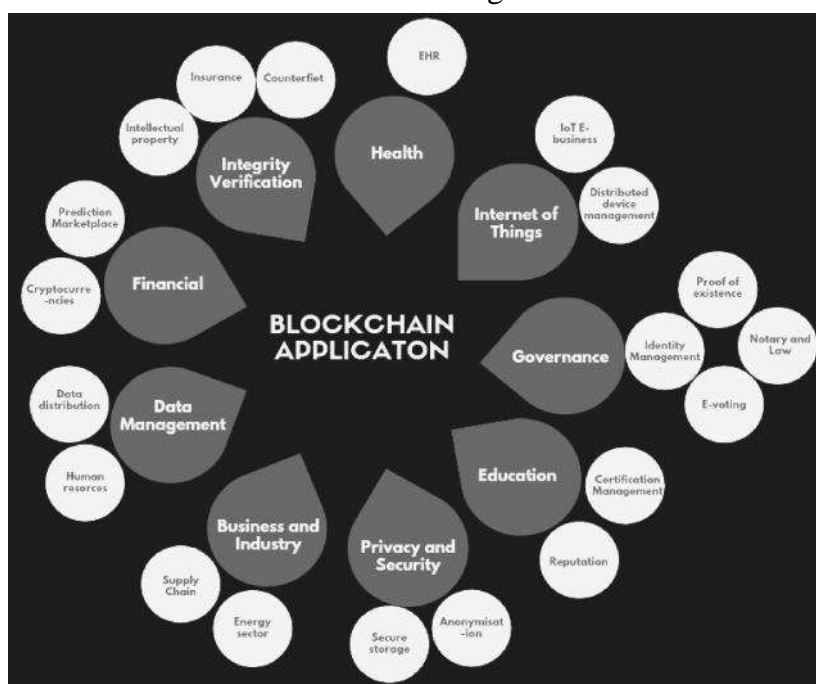 EHR
Health
IoT E-
business
Distributed
device
management
Internet of
Things
Proof of
existence
Notary and
Law
Identity
Management
E-voting
Governance
Certification
Management
Reputation
Education
Anonymisat
-ion
Secure
storage
Privacy and
Security
Energy
sector
Supply
Chain
Business and
Industry
Human
resorces
Data
distribution
Data
Management
Cryptocurre
-ncies
Prediction
Marketplace
Financial
Intellectual
property
Insurance
Counterfiet
Integrity
Verification
BLOCKCHAIN
APPLICATON